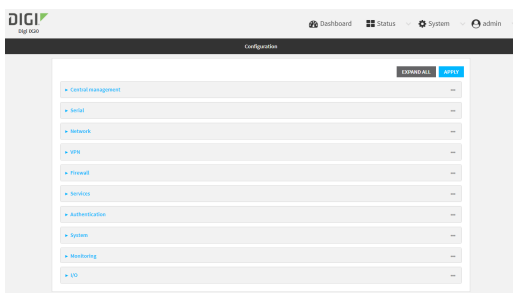 DIGI
Digi IX20
Dashboard
Status
System
admin
Configuration
EXPAND ALL
APPLY
Central management
Serial
Network
VPN
Firewall
Services
Authentication
System
Monitoring
I/O